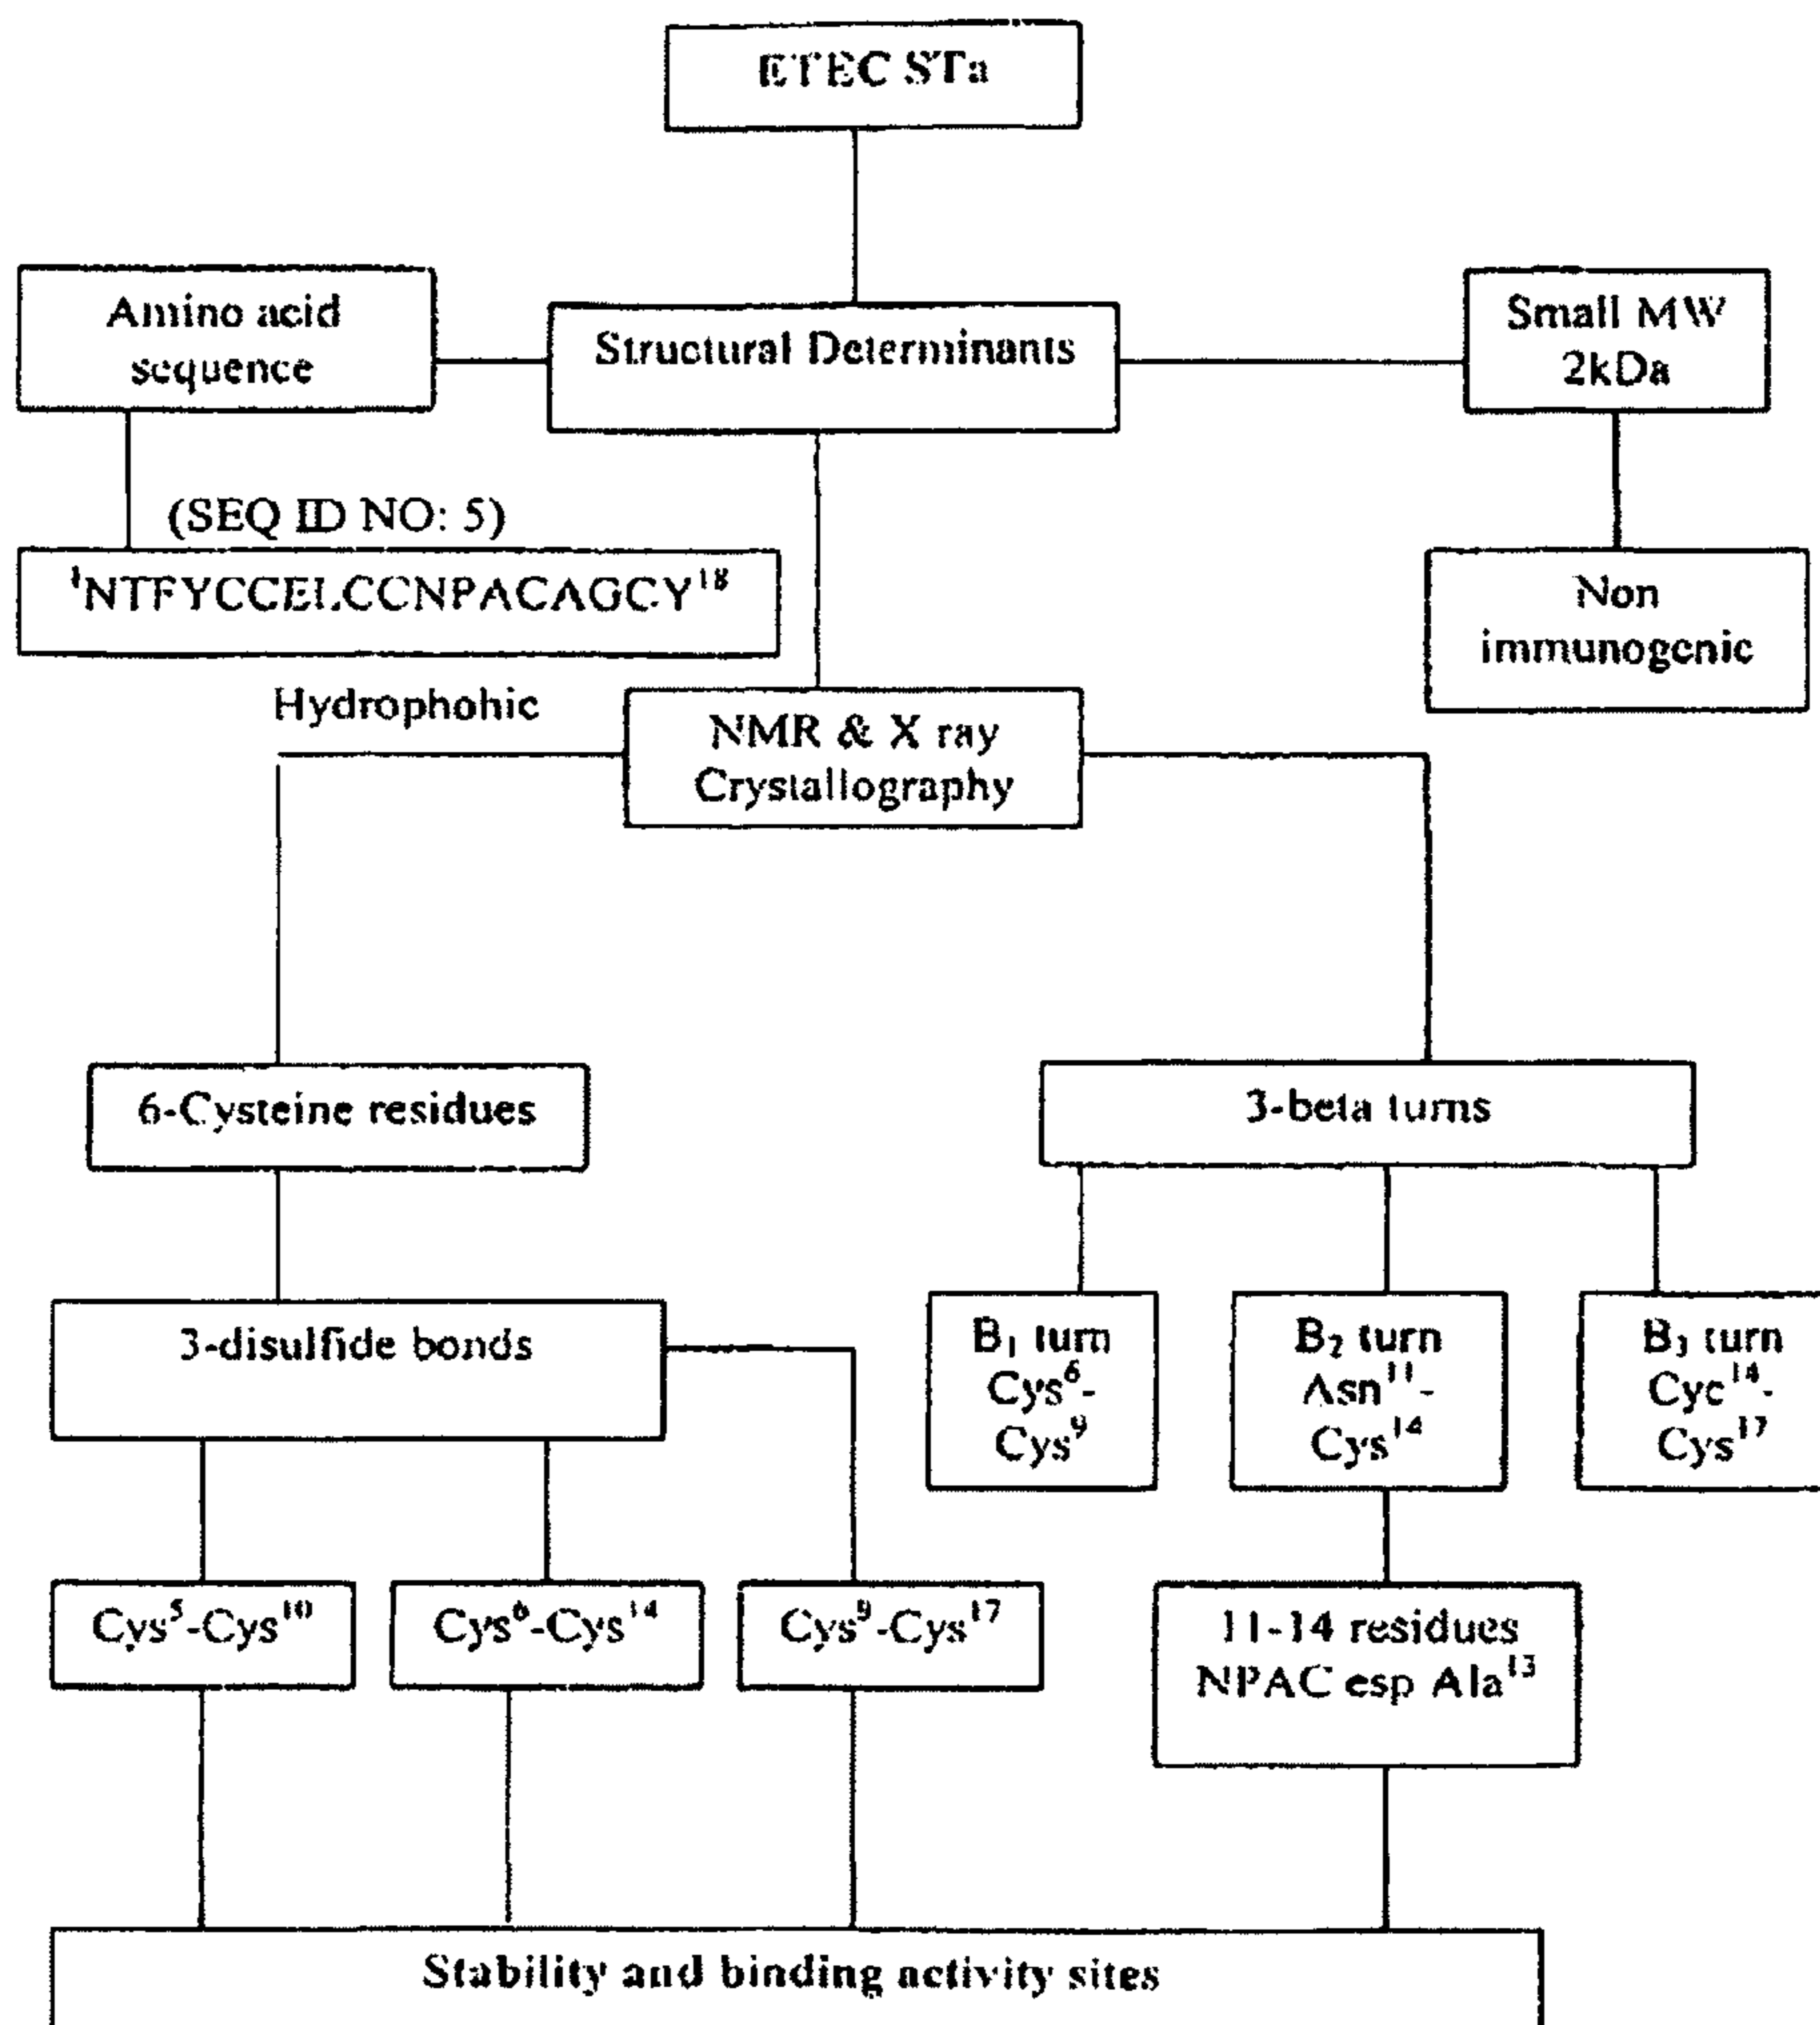 ETEC STa
Amino acid
sequence
Structural Determinants
Small MW
2kDa
(SEQ ID NO: 5)
¹NTFYCCELCCNPACAGCY¹⁸
Non
immunogenic
Hydrophohic
NMR & X ray
Crystallography
6-Cysteine residues
3-beta turns
3-disulfide bonds
B₁ turn
Cys⁶-
Cys⁹
B₂ turn
Asn¹¹-
Cys¹⁴
B₃ turn
Cyc¹⁴-
Cys¹⁷
Cys⁵-Cys¹⁰
Cys⁶-Cys¹⁴
Cys⁹-Cys¹⁷
11-14 residues
NPAC esp Ala¹³
Stability and binding activity sites